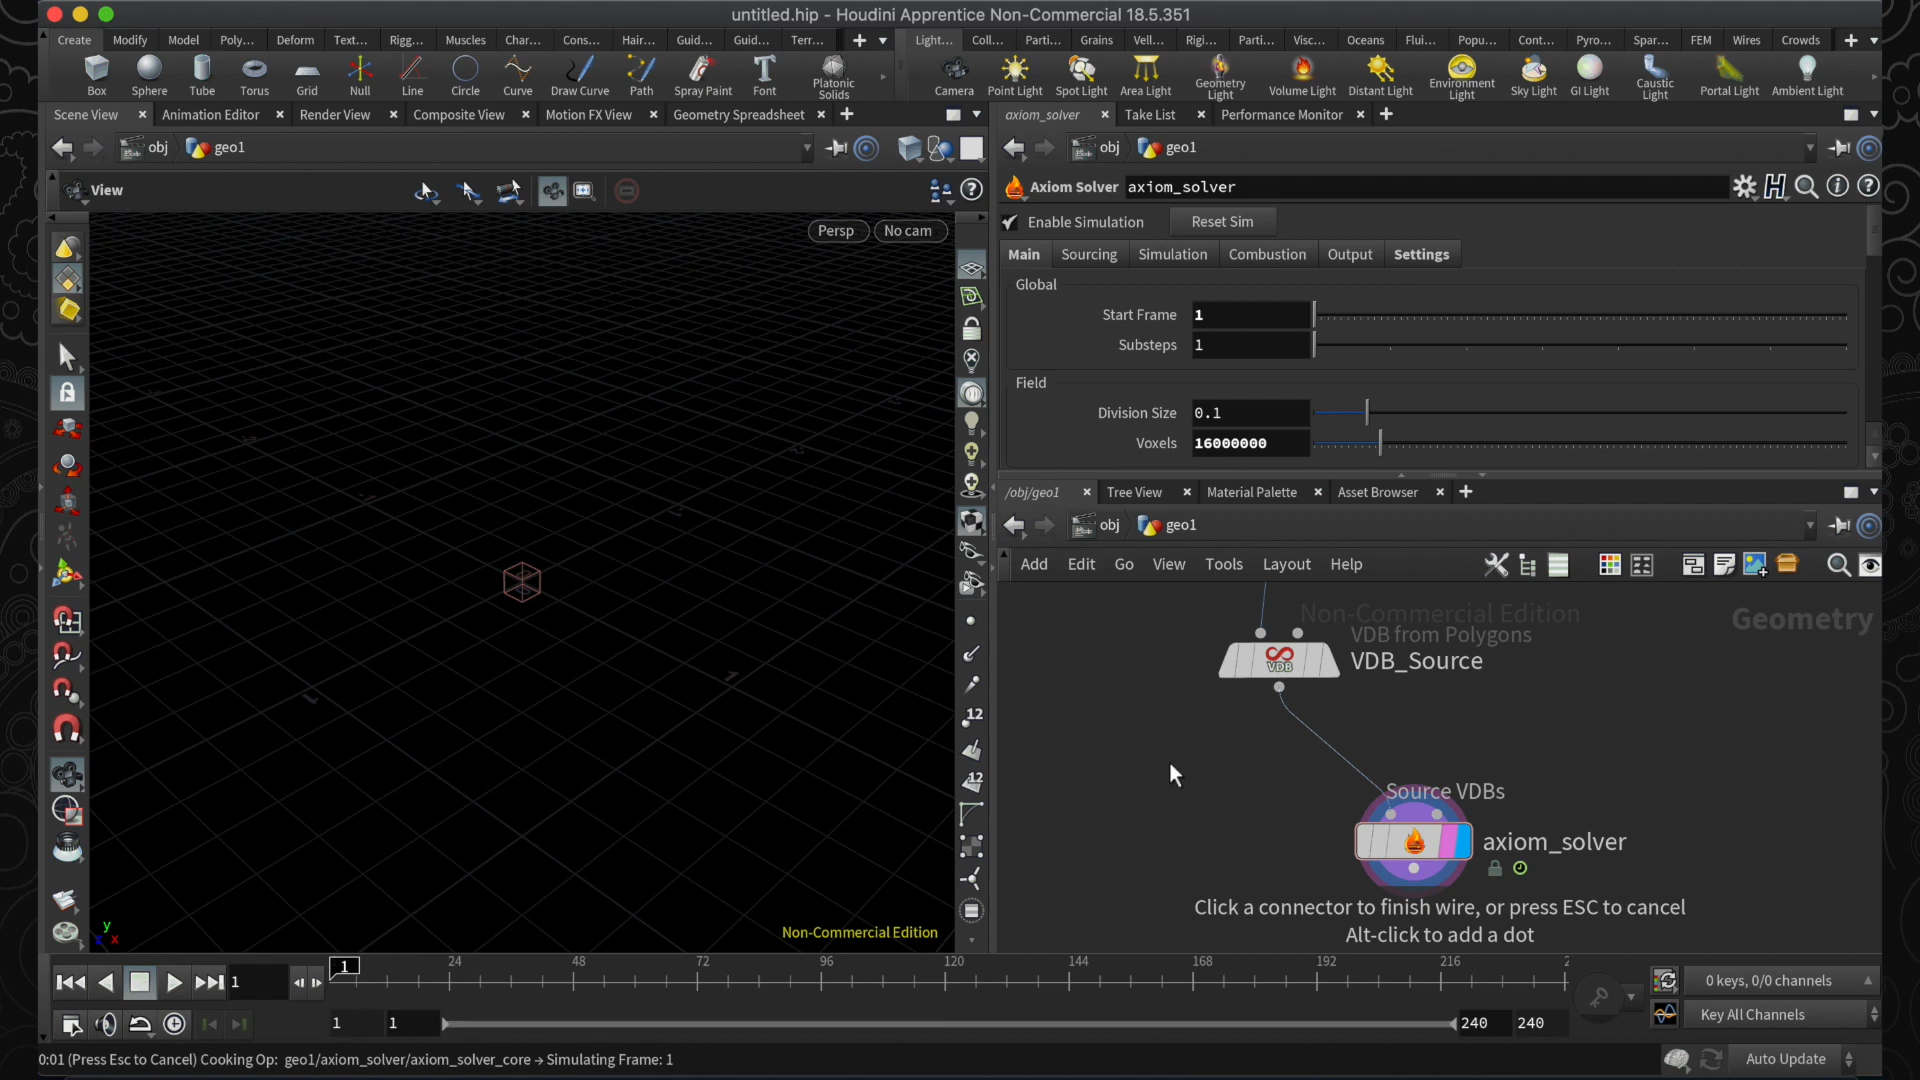 untitled.hip - Houdini Apprentice Non-Commercial 18.5.351
Create Modify Model Poly... Deform Text... Rigg... Muscles Char... Cons... Hair... Guid... Guid... Terr...
Light... Coll... Parti... Grains Vell... Rigi... Parti... Visc... Oceans Flui... Popu... Cont... Pyro... Spar... FEM Wires Crowds
Box Sphere Tube Torus Grid Null Line Circle Curve Draw Curve Path Spray Paint Font Platonic Solids
Camera Point Light Spot Light Area Light Geometry Light Volume Light Distant Light Environment Light Sky Light GI Light Caustic Light Portal Light Ambient Light
Scene View Animation Editor Render View Composite View Motion FX View Geometry Spreadsheet
axiom_solver Take List Performance Monitor
obj geo1
obj geo1
View
Axiom Solver axiom_solver
Enable Simulation Reset Sim
Persp No cam
Main Sourcing Simulation Combustion Output Settings
Global
Start Frame 1
Substeps 1
Field
Division Size 0.1
Voxels 16000000
/obj/geo1 Tree View Material Palette Asset Browser
obj geo1
Add Edit Go View Tools Layout Help
Non-Commercial Edition
Geometry
VDB from Polygons
VDB
VDB_Source
12
12
Source VDBs
axiom_solver
Click a connector to finish wire, or press ESC to cancel
Alt-click to add a dot
Non-Commercial Edition
y
z x
1 1 24 48 72 96 120 144 168 192 216 2
0 keys, 0/0 channels
1 1 240 240
Key All Channels
0:01 (Press Esc to Cancel) Cooking Op: geo1/axiom_solver/axiom_solver_core → Simulating Frame: 1
Auto Update